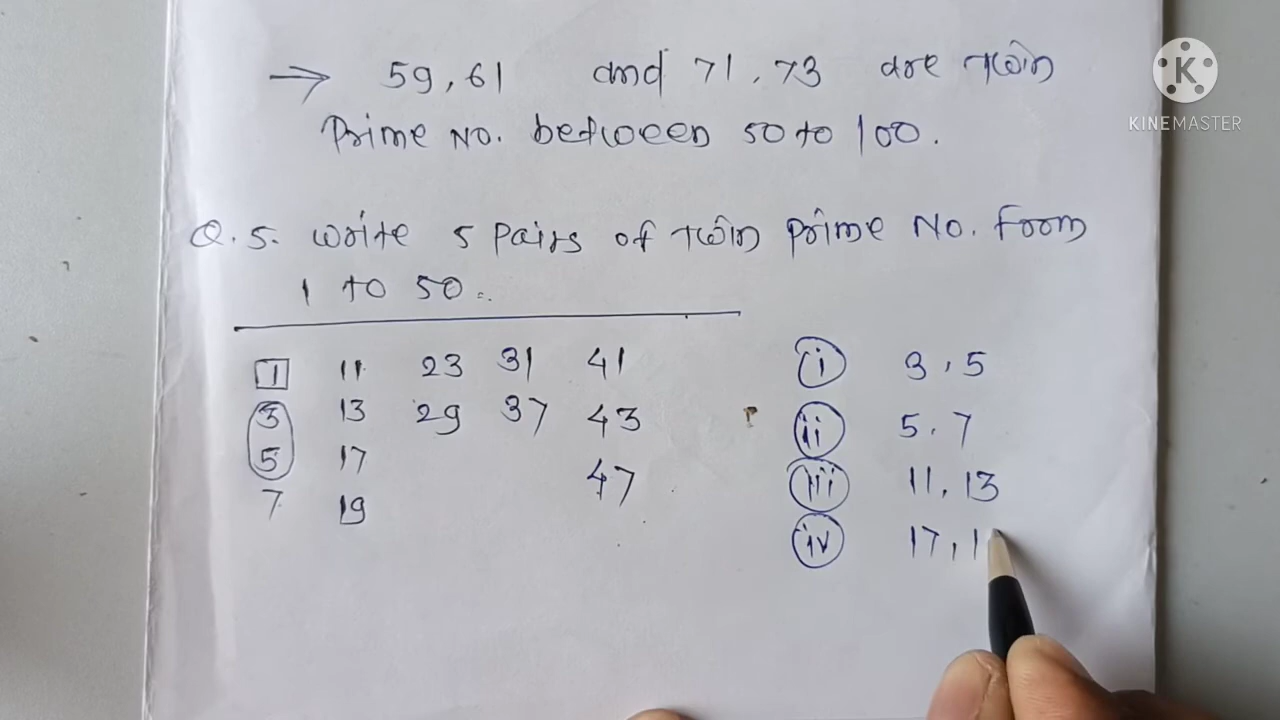 → 59, 61 and 71, 73 are twin
Prime No. between 50 to 100.
Q. 5. write 5 Pairs of twin prime No. from
1 to 50.
1 11 23 31 41
3 13 29 37 43
5 17 47
7 19
(i) 3, 5
(ii) 5, 7
(iii) 11, 13
(iv) 17, 1
K
KINEMASTER